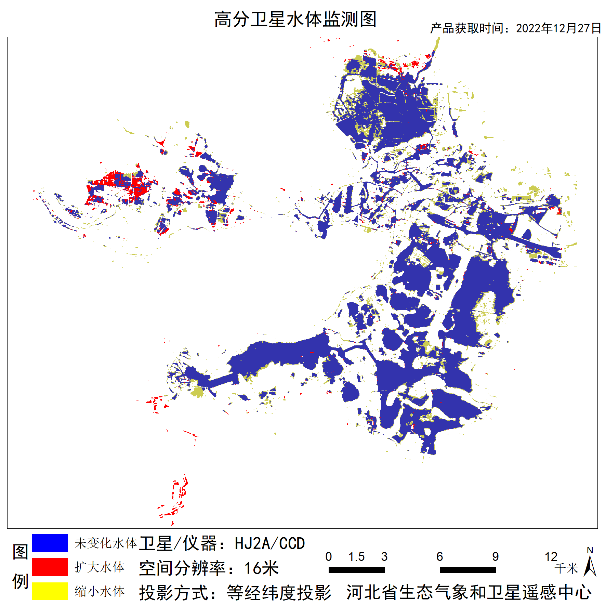 高分卫星水体监测图
产品获取时间：2022年12月27日
图例
未变化水体
扩大水体
缩小水体
卫星/仪器：HJ2A/CCD
空间分辨率：16米
投影方式：等经纬度投影
0 1.5 3 6 9 12
千米
N
河北省生态气象和卫星遥感中心